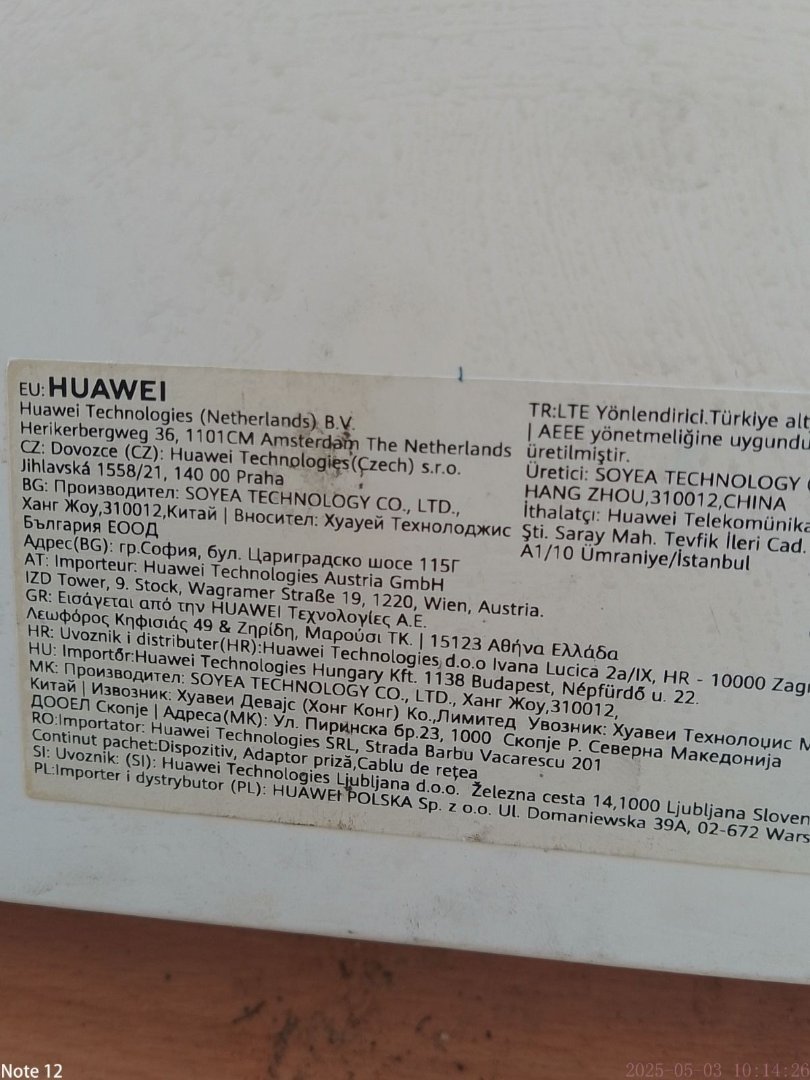 EU: HUAWEI
Huawei Technologies (Netherlands) B.V.
Herikerbergweg 36, 1101CM Amsterdam The Netherlands
CZ: Dovozce (CZ): Huawei Technologies(Czech) s.r.o.
Jihlavská 1558/21, 140 00 Praha
BG: Производител: SOYEA TECHNOLOGY CO., LTD.,
Ханг Жоу,310012,Китай | Вносител: Хуауей Технолоджис
България ЕООД
Адрес(BG): гр.София, бул. Цариградско шосе 115Г
AT: Importeur: Huawei Technologies Austria GmbH
IZD Tower, 9. Stock, Wagramer Straße 19, 1220, Wien, Austria.
GR: Εισάγεται από την HUAWEI Τεχνολογίες Α.Ε.
Λεωφόρος Κηφισιάς 49 & Ζηρίδη, Μαρούσι ΤΚ. | 15123 Αθήνα Ελλάδα
HR: Uvoznik i distributer(HR):Huawei Technologies d.o.o Ivana Lucica 2a/IX, HR - 10000 Zag
HU: Importőr:Huawei Technologies Hungary Kft. 1138 Budapest, Népfürdő u. 22.
MK: Производител: SOYEA TECHNOLOGY CO., LTD., Ханг Жоу,310012,
Китай | Извозник: Хуавеи Девајс (Хонг Конг) Ко.,Лимитед Увозник: Хуавеи Технолоџис М
ДООЕЛ Скопје | Адреса(МК): Ул. Пиринска бр.23, 1000 Скопје Р. Северна Македонија
RO:Importator: Huawei Technologies SRL, Strada Barbu Vacarescu 201
Continut pachet:Dispozitiv, Adaptor priză,Cablu de rețea
SI: Uvoznik: (SI): Huawei Technologies Ljubljana d.o.o. Železna cesta 14,1000 Ljubljana Sloven
PL:Importer i dystrybutor (PL): HUAWEI POLSKA Sp. z o.o. Ul. Domaniewska 39A, 02-672 Wars
TR:LTE Yönlendirici.Türkiye alt
| AEEE yönetmeliğine uygundu
üretilmiştir.
Üretici: SOYEA TECHNOLOGY
HANG ZHOU,310012,CHINA
İthalatçı: Huawei Telekomünika
Şti. Saray Mah. Tevfik İleri Cad.
A1/10 Ümraniye/İstanbul
Note 12
2025-05-03 10:14:26